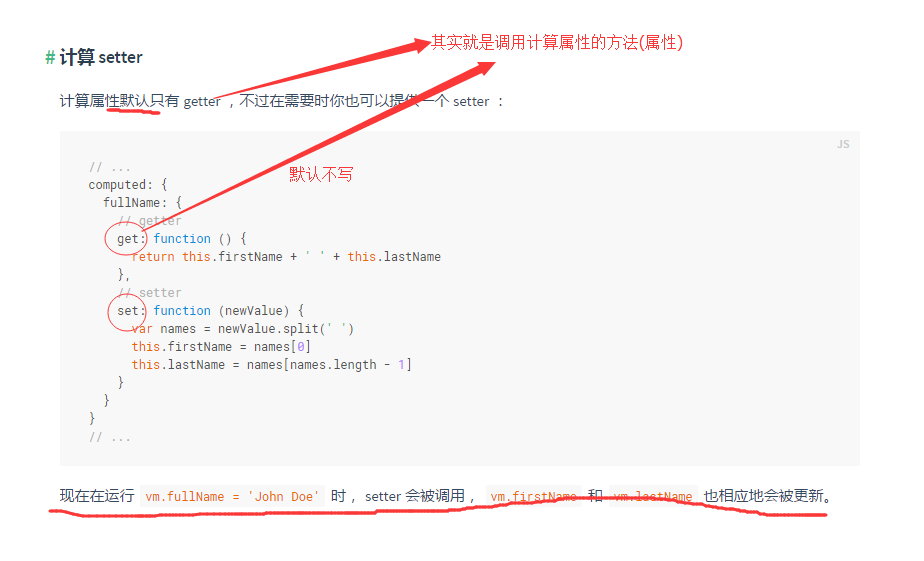 其实就是调用计算属性的方法(属性)
# 计算 setter
计算属性默认只有 getter ，不过在需要时你也可以提供一个 setter ：
JS
// ...
默认不写
computed: {
fullName: {
// getter
get: function () {
return this.firstName + ' ' + this.lastName
},
// setter
set: function (newValue) {
var names = newValue.split(' ')
this.firstName = names[0]
this.lastName = names[names.length - 1]
}
}
}
// ...
现在在运行 vm.fullName = 'John Doe' 时 ，setter 会被调用 ，vm.firstName 和 vm.lastName 也相应地会被更新。